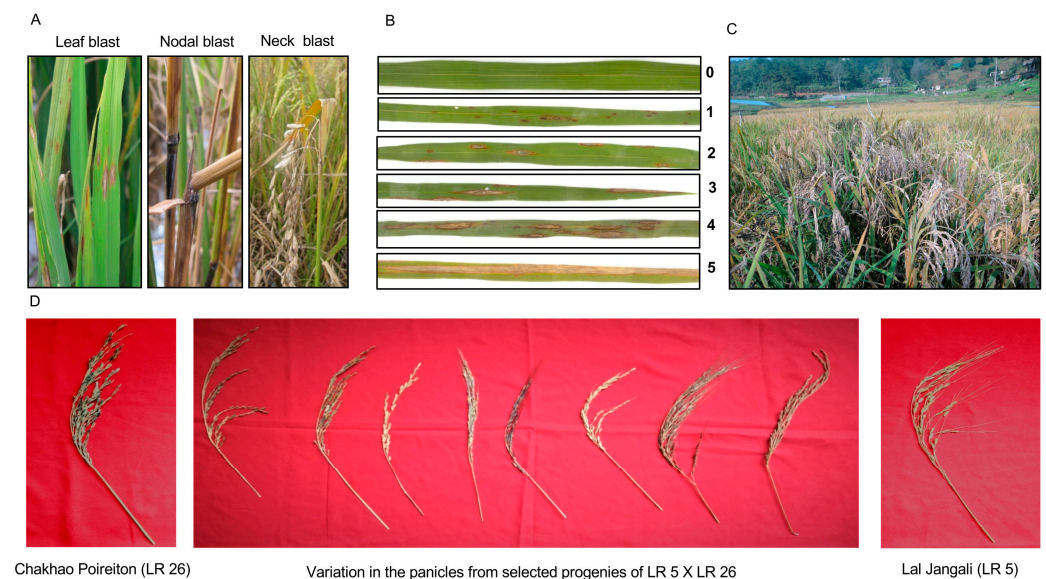 A
Leaf blast
Nodal blast
Neck blast
B
0
1
2
3
4
5
C
D
Chakhao Poireiton (LR 26)
Variation in the panicles from selected progenies of LR 5 X LR 26
Lal Jangali (LR 5)